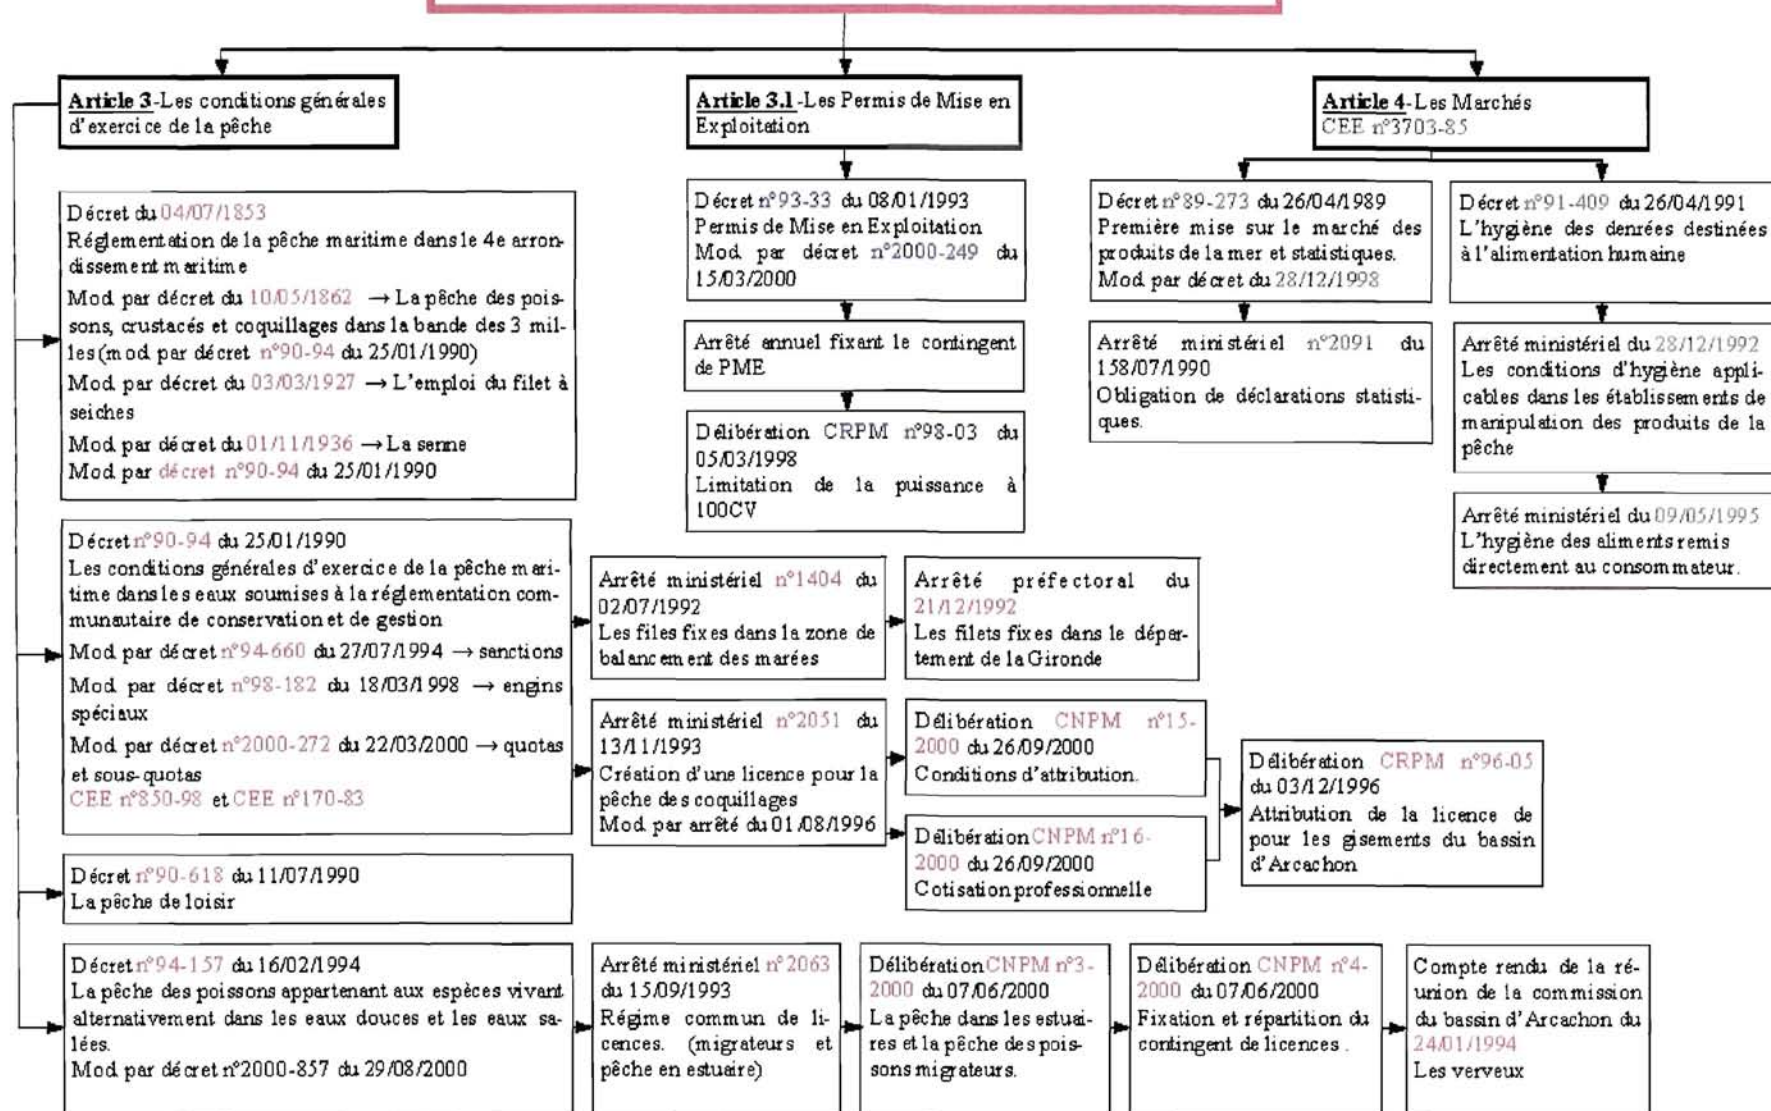 Article 3-Les conditions générales
d'exercice de la pêche
Article 3.1-Les Permis de Mise en
Exploitation
Article 4-Les Marchés
CEE n°3703-85
Décret du 04/07/1853
Réglementation de la pêche maritime dans le 4e arron-
dissement maritime
Mod par décret du 10/05/1862 → La pêche des pois-
sons, crustacés et coquillages dans la bande des 3 mil-
les(mod par décret n°90-94 du 25/01/1990)
Mod par décret du 03/03/1927 → L'emploi du filet à
seiches
Mod par décret du 01/11/1936 → La senne
Mod par décret n°90-94 du 25/01/1990
Décret n°93-33 du 08/01/1993
Permis de Mise en Exploitation
Mod par décret n°2000-249 du
15/03/2000
Arrêté annuel fixant le contingent
de PME
Délibération CRPM n°98-03 du
05/03/1998
Limitation de la puissance à
100CV
Décret n°89-273 du 26/04/1989
Première mise sur le marché des
produits de la mer et statistiques.
Mod par décret du 28/12/1998
Arrêté ministériel n°2091 du
158/07/1990
Obligation de déclarations statisti-
ques.
Décret n°91-409 du 26/04/1991
L'hygiène des denrées destinées
à l'alimentation humaine
Arrêté ministériel du 28/12/1992
Les conditions d'hygiène appli-
cables dans les établissements de
manipulation des produits de la
pêche
Arrêté ministériel du 09/05/1995
L'hygiène des aliments remis
directement au consommateur.
Décret n°90-94 du 25/01/1990
Les conditions générales d'exercice de la pêche mari-
time dans les eaux soumises à la réglementation com-
munautaire de conservation et de gestion
Mod par décret n°94-660 du 27/07/1994 → sanctions
Mod par décret n°98-182 du 18/03/1998 → engins
spéciaux
Mod par décret n°2000-272 du 22/03/2000 → quotas
et sous-quotas
CEE n°850-98 et CEE n°170-83
Arrêté ministériel n°1404 du
02/07/1992
Les files fixes dans la zone de
balancement des marées
Arrêté préfectoral du
21/12/1992
Les filets fixes dans le dépar-
tement de la Gironde
Arrêté ministériel n°2051 du
13/11/1993
Création d'une licence pour la
pêche des coquillages
Mod par arrêté du 01/08/1996
Délibération CNPM n°15-
2000 du 26/09/2000
Conditions d'attribution.
Délibération CNPM n°16-
2000 du 26/09/2000
Cotisation professionnelle
Délibération CRPM n°96-05
du 03/12/1996
Attribution de la licence de
pour les gisements du bassin
d'Arcachon
Décret n°90-618 du 11/07/1990
La pêche de loisir
Décret n°94-157 du 16/02/1994
La pêche des poissons appartenant aux espèces vivant
alternativement dans les eaux douces et les eaux sa-
lées.
Mod par décret n°2000-857 du 29/08/2000
Arrêté ministériel n°2063
du 15/09/1993
Régime commun de li-
cences. (migrateurs et
pêche en estuaire)
Délibération CNPM n°3-
2000 du 07/06/2000
La pêche dans les estuai-
res et la pêche des pois-
sons migrateurs.
Délibération CNPM n°4-
2000 du 07/06/2000
Fixation et répartition du
contingent de licences .
Compte rendu de la ré-
union de la commission
du bassin d'Arcachon du
24/01/1994
Les verveux